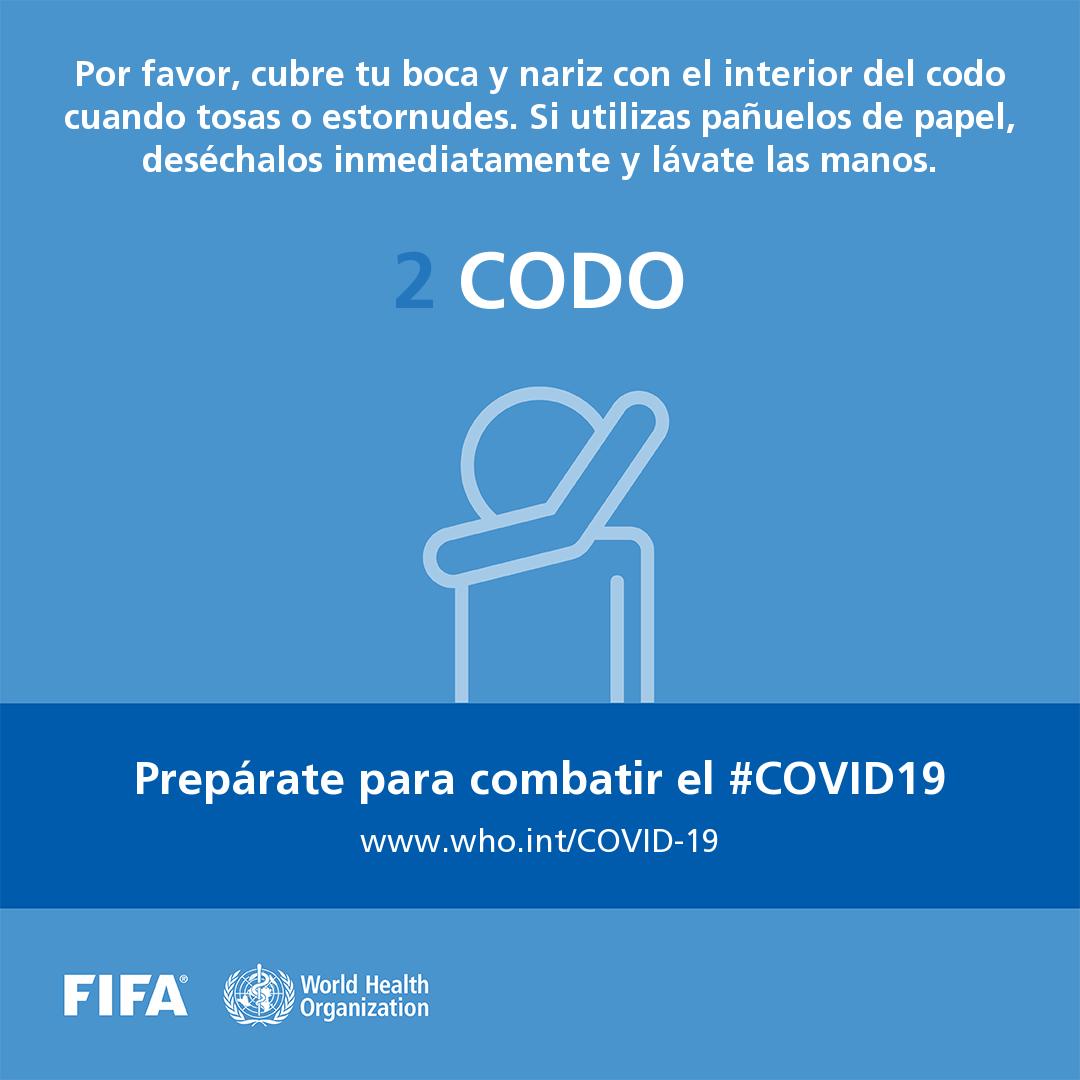 Por favor, cubre tu boca y nariz con el interior del codo
cuando tosas o estornudes. Si utilizas pañuelos de papel,
deséchalos inmediatamente y lávate las manos.
2 CODO
Prepárate para combatir el #COVID19
www.who.int/COVID-19
FIFA®
World Health
Organization